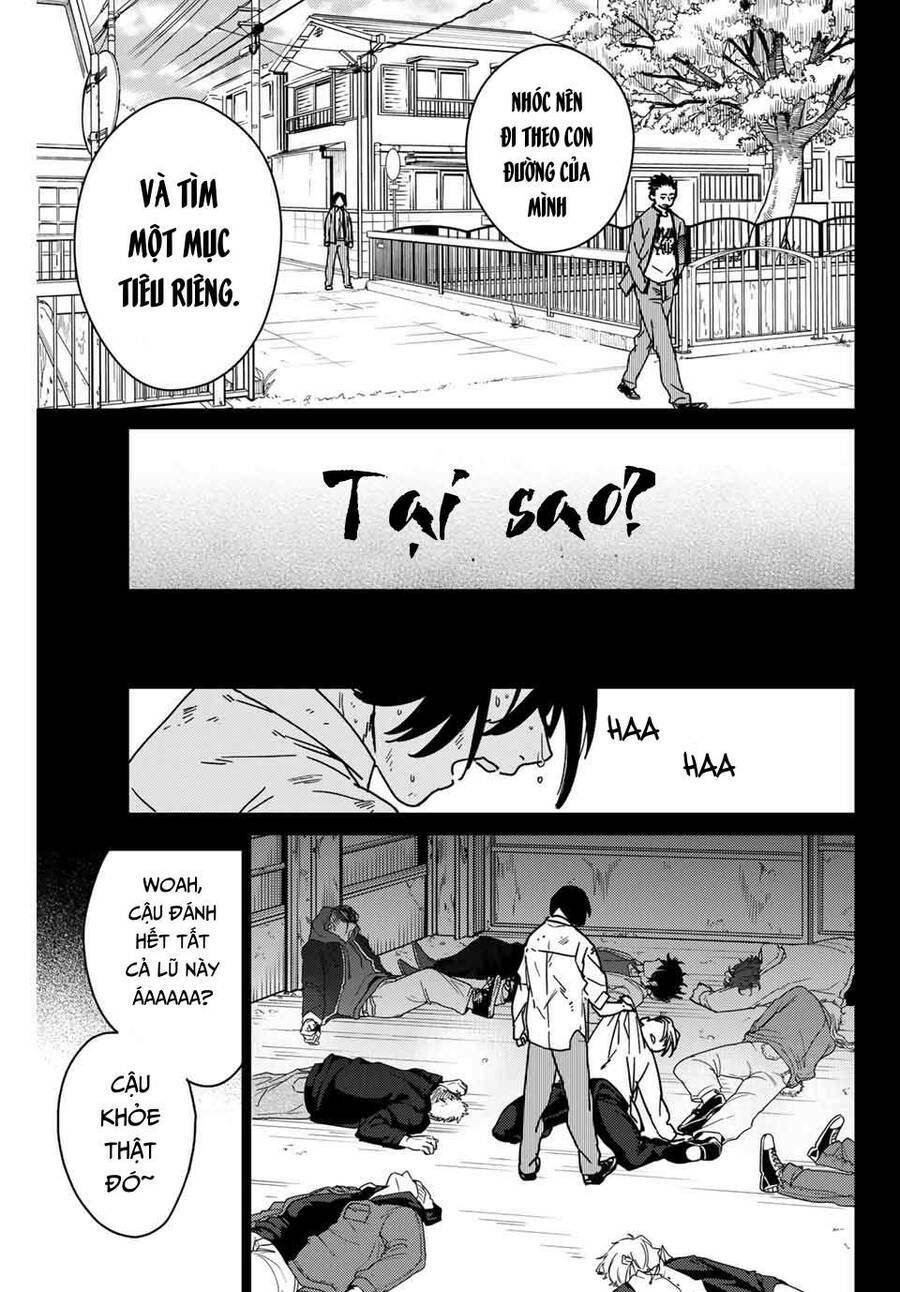 NHÓC NÊN
ĐI THEO CON
ĐƯỜNG CỦA
MÌNH
VÀ TÌM
MỘT MỤC
TIÊU RIÊNG.
Tại sao?
HAA
HAA
WOAH,
CẬU ĐÁNH
HẾT TẤT
CẢ LŨ NÀY
ÁAAAAA?
CẬU
KHỎE
THẬT
ĐÓ~